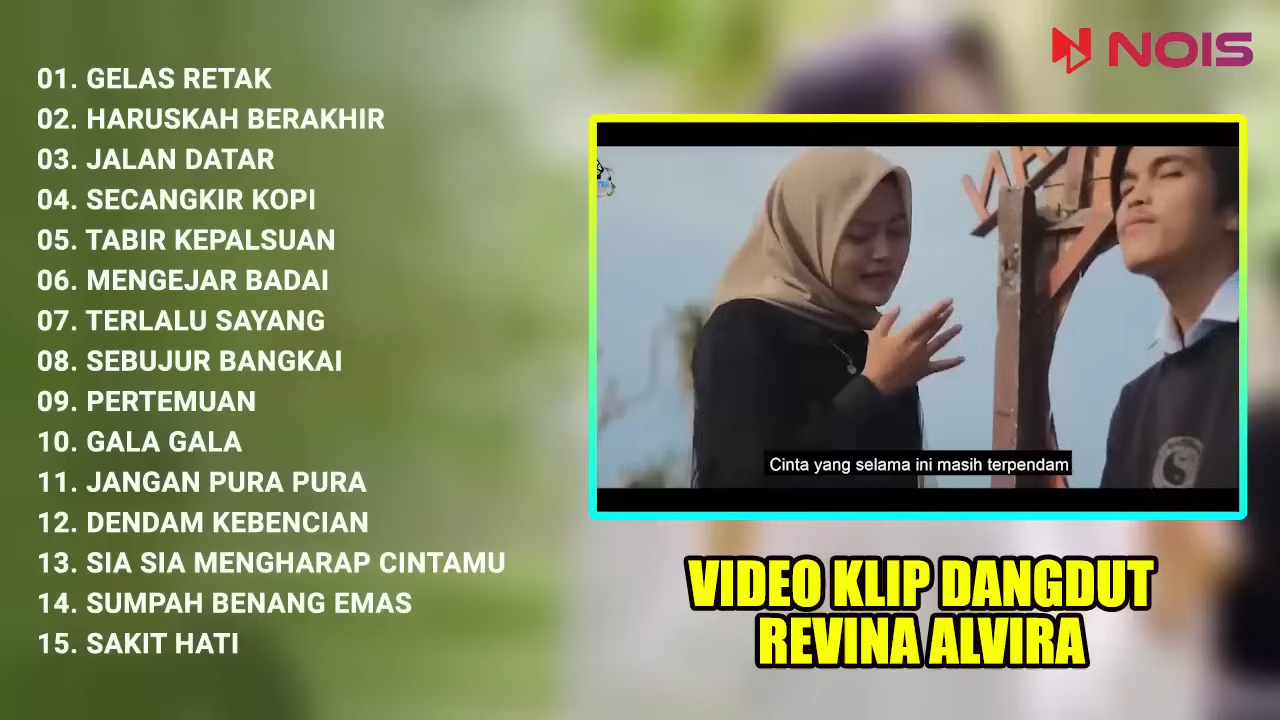 01. GELAS RETAK
02. HARUSKAH BERAKHIR
03. JALAN DATAR
04. SECANGKIR KOPI
05. TABIR KEPALSUAN
06. MENGEJAR BADAI
07. TERLALU SAYANG
08. SEBUJUR BANGKAI
09. PERTEMUAN
10. GALA GALA
11. JANGAN PURA PURA
12. DENDAM KEBENCIAN
13. SIA SIA MENGHARAP CINTAMU
14. SUMPAH BENANG EMAS
15. SAKIT HATI
NOIS
Cinta yang selama ini masih terpendam
VIDEO KLIP DANGDUT
REVINA ALVIRA